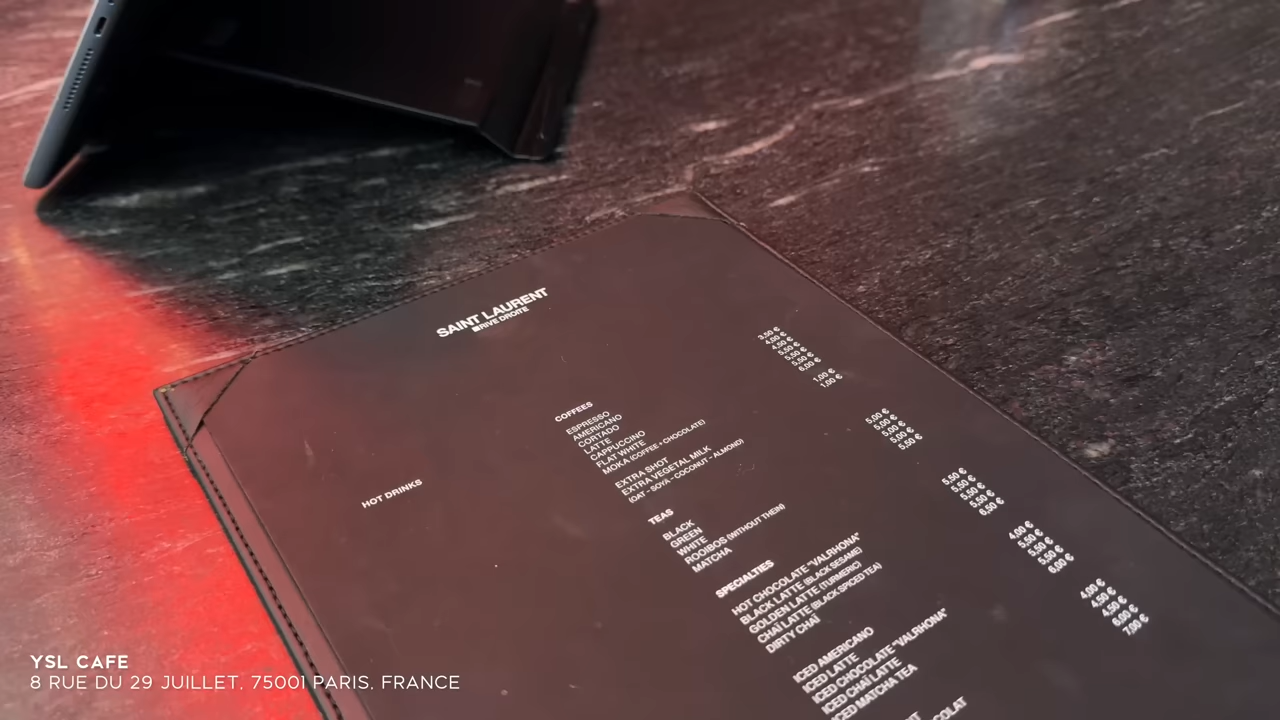 SAINT LAURENT
RIVE DROITE
HOT DRINKS
COFFEES
ESPRESSO
AMERICANO
CORTADO
LATTE
CAPPUCCINO
FLAT WHITE
MOKA (COFFEE + CHOCOLATE)
EXTRA SHOT
EXTRA VEGETAL MILK
(OAT - SOYA - COCONUT - ALMOND)
3,50 €
4,00 €
4,50 €
5,50 €
5,50 €
6,00 €
1,00 €
1,00 €
TEAS
BLACK
GREEN
WHITE
ROOIBOS (WITHOUT THEIN)
MATCHA
5,00 €
5,00 €
5,00 €
5,50 €
SPECIALTIES
HOT CHOCOLATE "VALRHONA"
BLACK LATTE (BLACK SESAME)
GOLDEN LATTE (TURMERIC)
CHAÏ LATTE (BLACK SPICED TEA)
DIRTY CHAÏ
5,50 €
5,50 €
5,50 €
6,50 €
ICED AMERICANO
ICED LATTE
ICED CHOCOLATE "VALRHONA"
ICED CHAÏ LATTE
ICED MATCHA TEA
4,00 €
5,50 €
5,50 €
5,50 €
6,00 €
4,00 €
4,50 €
4,50 €
6,00 €
7,00 €
YSL CAFE
8 RUE DU 29 JUILLET, 75001 PARIS, FRANCE